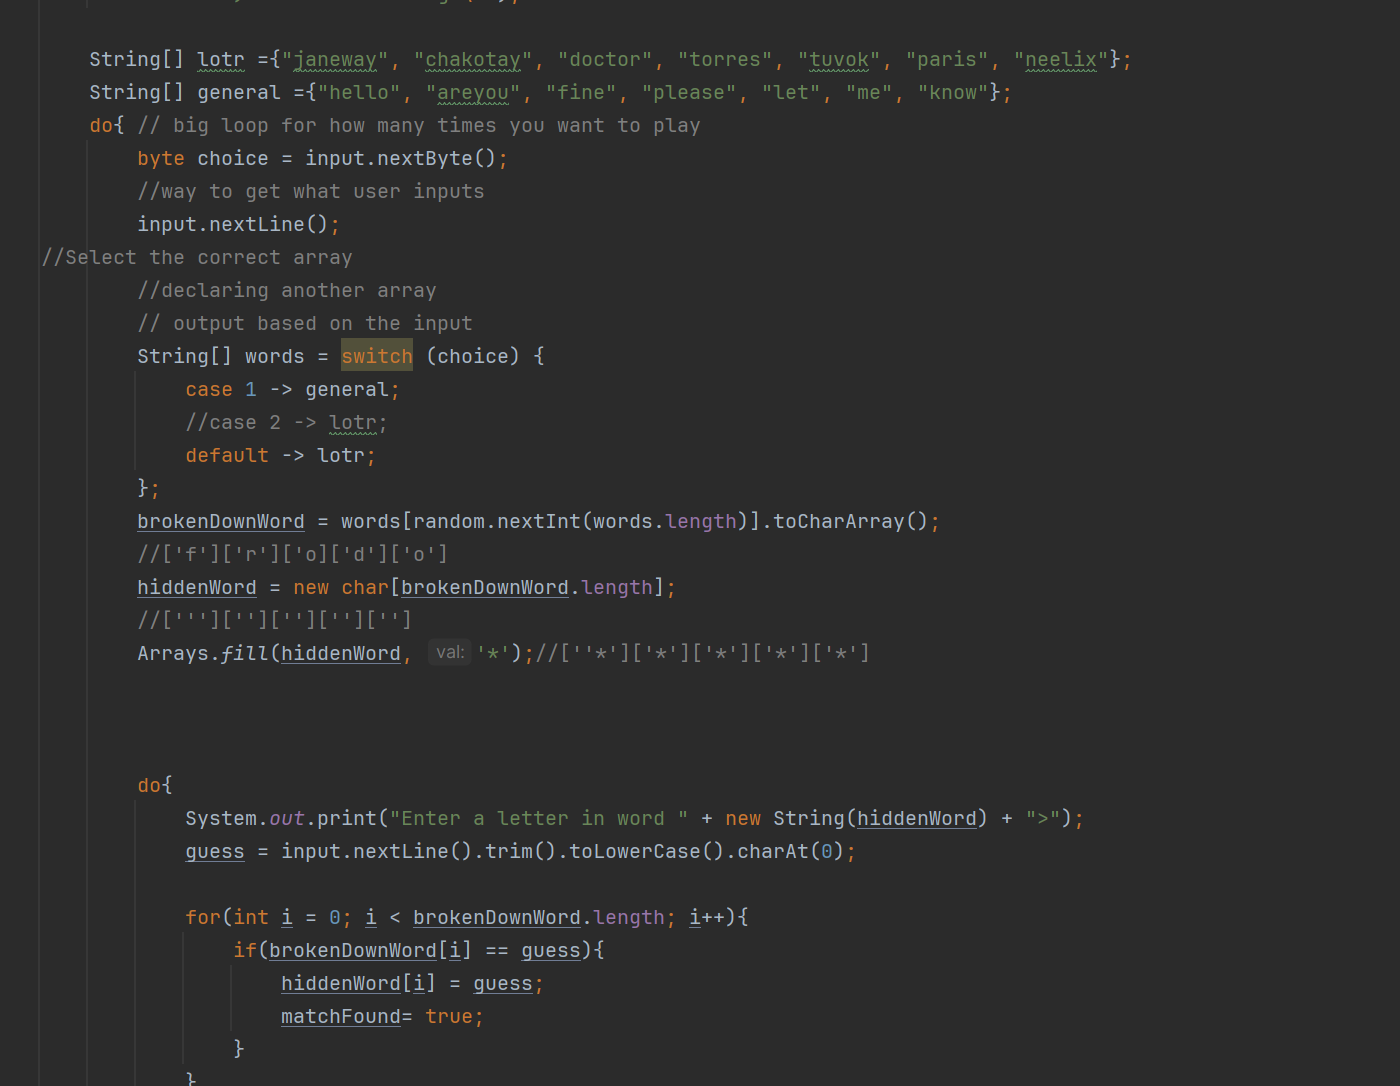 String[] lotr ={"janeway", "chakotay", "doctor", "torres", "tuvok", "paris", "neelix"};
String[] general ={"hello", "areyou", "fine", "please", "let", "me", "know"};
do{ // big loop for how many times you want to play
byte choice = input.nextByte();
//way to get what user inputs
input.nextLine();
//Select the correct array
//declaring another array
// output based on the input
String[] words = switch (choice) {
case 1 -> general;
//case 2 -> lotr;
default -> lotr;
};
brokenDownWord = words[random.nextInt(words.length)].toCharArray();
//['f']['r']['o]['d']['o']
hiddenWord = new char[brokenDownWord.length];
//['''][''][''][''']['']
Arrays.fill(hiddenWord, val: '*');//[''*']['*']['*']['*']['*']
do{
System.out.print("Enter a letter in word " + new String(hiddenWord) + ">");
guess = input.nextLine().trim().toLowerCase().charAt(0);
for(int i = 0; i < brokenDownWord.length; i++){
if(brokenDownWord[i] == guess){
hiddenWord[i] = guess;
matchFound= true;
}
}